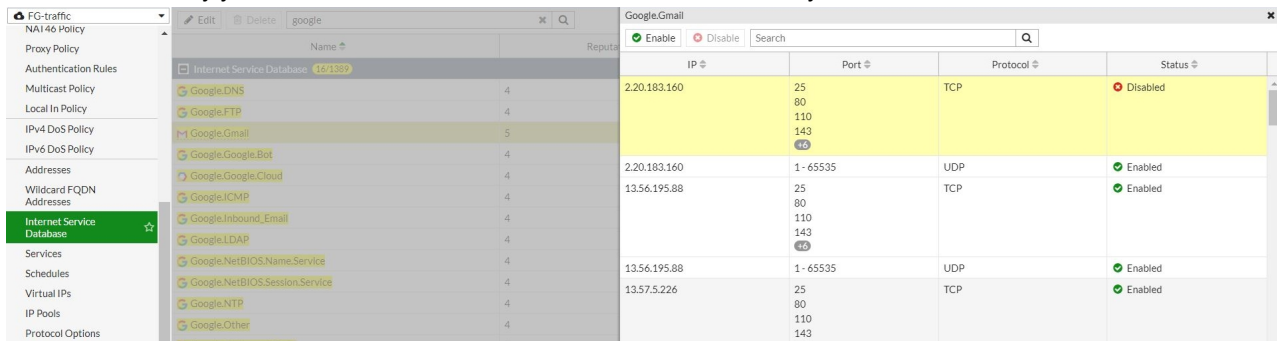 FG-traffic
NAT46 Policy
Proxy Policy
Authentication Rules
Multicast Policy
Local In Policy
IPv4 DoS Policy
IPv6 DoS Policy
Addresses
Wildcard FQDN
Addresses
Internet Service
Database
Services
Schedules
Virtual IPs
IP Pools
Protocol Options
Edit Delete google
Name Reputa
Internet Service Database 16/1389
Google.DNS 4
Google.FTP 4
Google.Gmail 5
Google.Google.Bot 4
Google.Google.Cloud 4
Google.ICMP 4
Google.Inbound_Email 4
Google.LDAP 4
Google.NetBIOS.Name.Service 4
Google.NetBIOS.Session.Service 4
Google.NTP 4
Google.Other 4
Google.Gmail
Enable Disable Search
IP Port Protocol Status
2.20.183.160 25 TCP Disabled
80
110
143
+6
2.20.183.160 1 - 65535 UDP Enabled
13.56.195.88 25 TCP Enabled
80
110
143
+6
13.56.195.88 1 - 65535 UDP Enabled
13.57.5.226 25 TCP Enabled
80
110
143